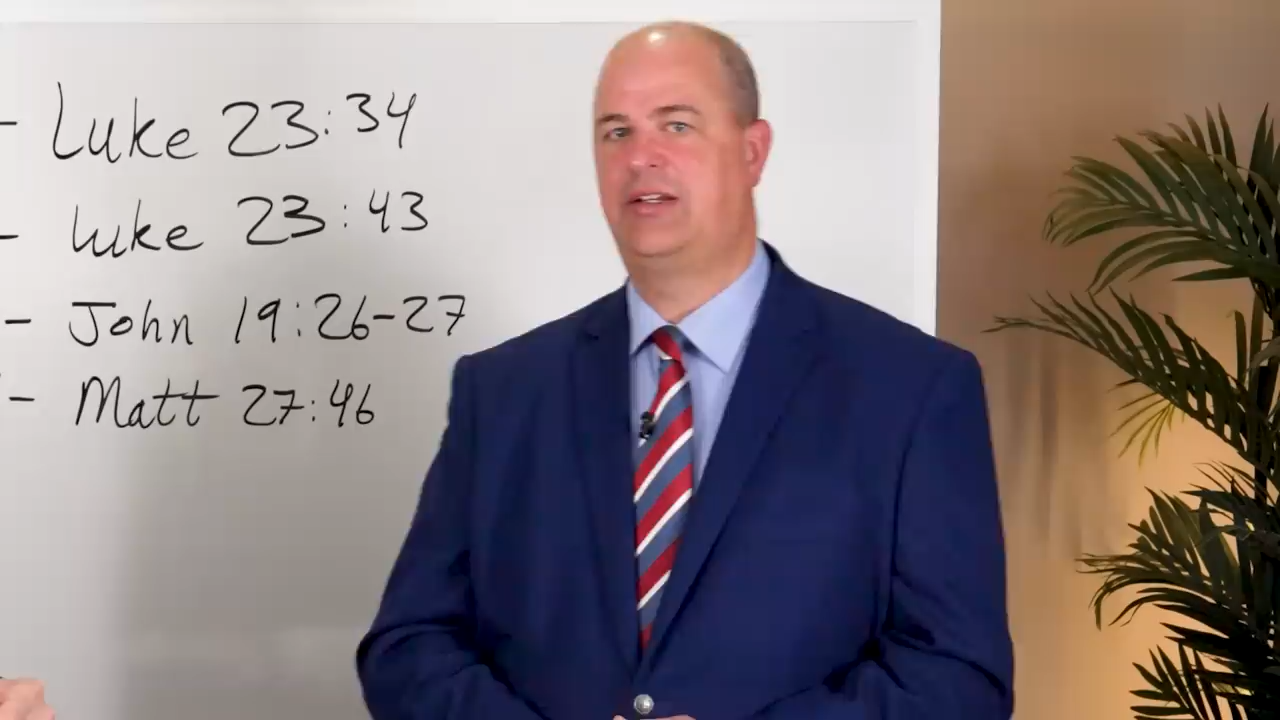 - Luke 23:34
- Luke 23:43
- John 19:26-27
- Matt 27:46